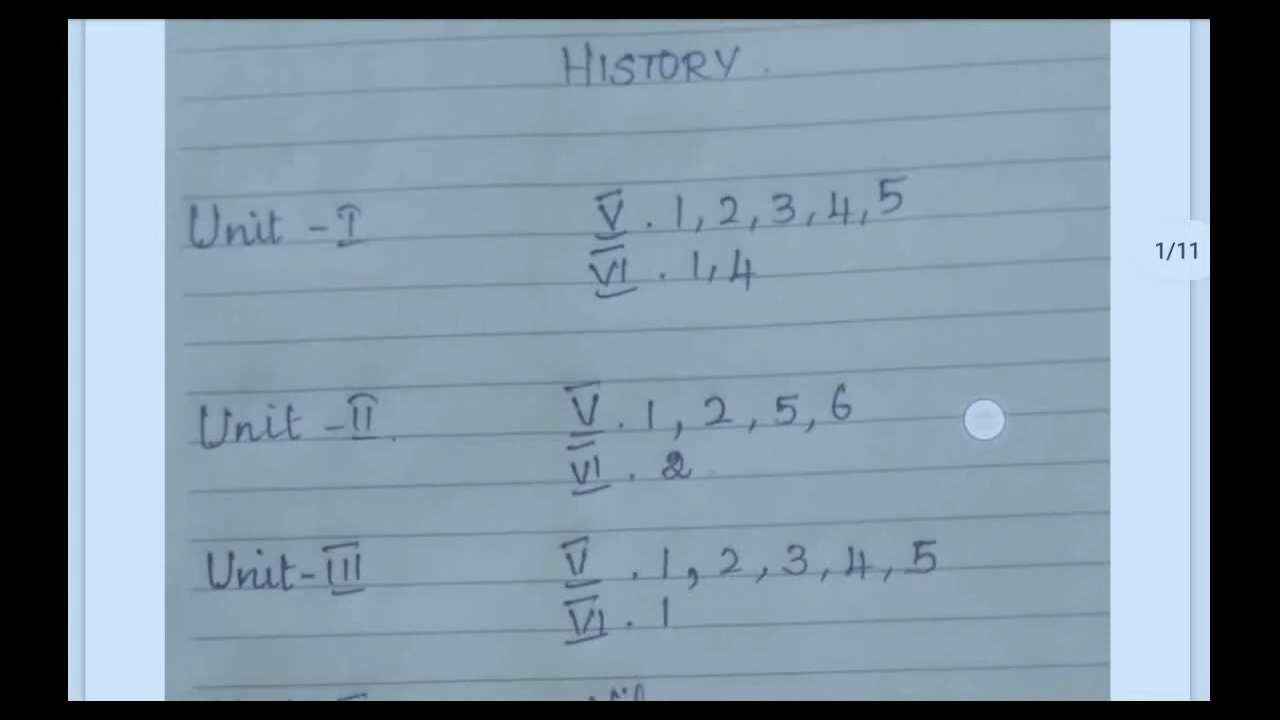 HISTORY
Unit - I V . 1, 2, 3, 4, 5
VI . 1, 4
1/11
Unit - II V . 1, 2, 5, 6
VI . 2
Unit - III V . 1, 2, 3, 4, 5
VI . 1